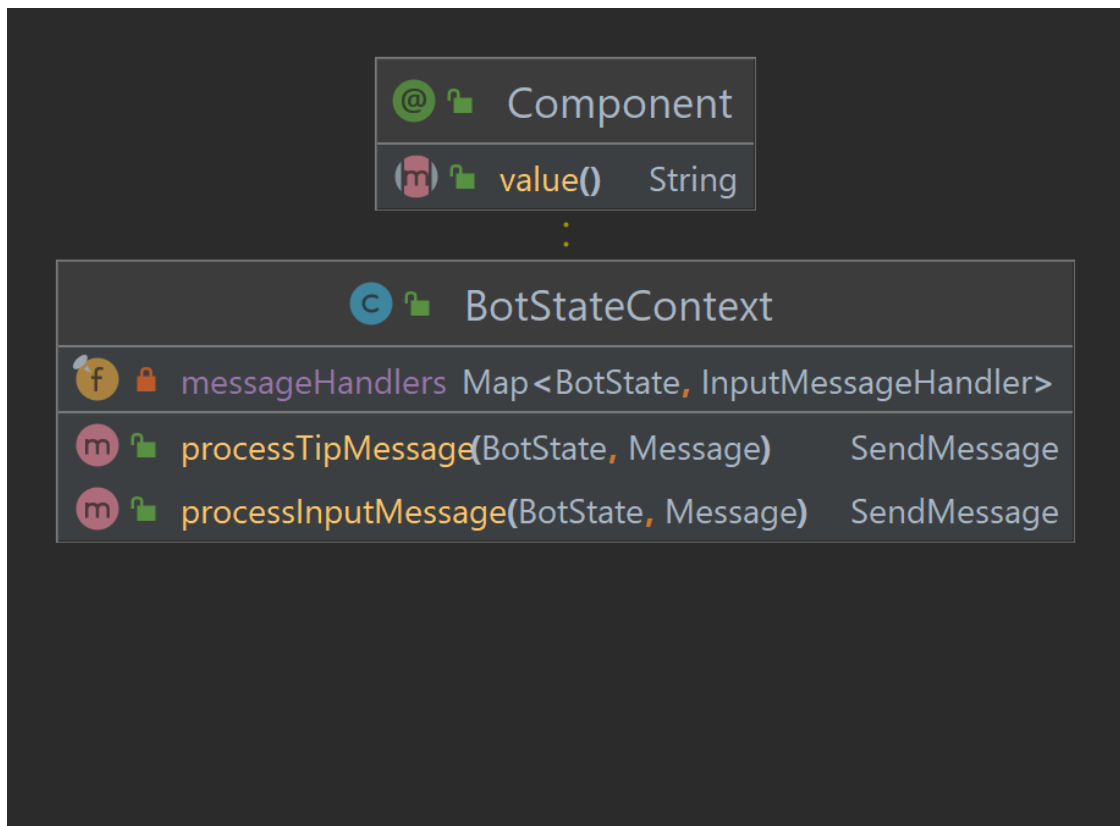 @ Component
m value() String
C BotStateContext
f messageHandlers Map<BotState, InputMessageHandler>
m processTipMessage(BotState, Message) SendMessage
m processInputMessage(BotState, Message) SendMessage